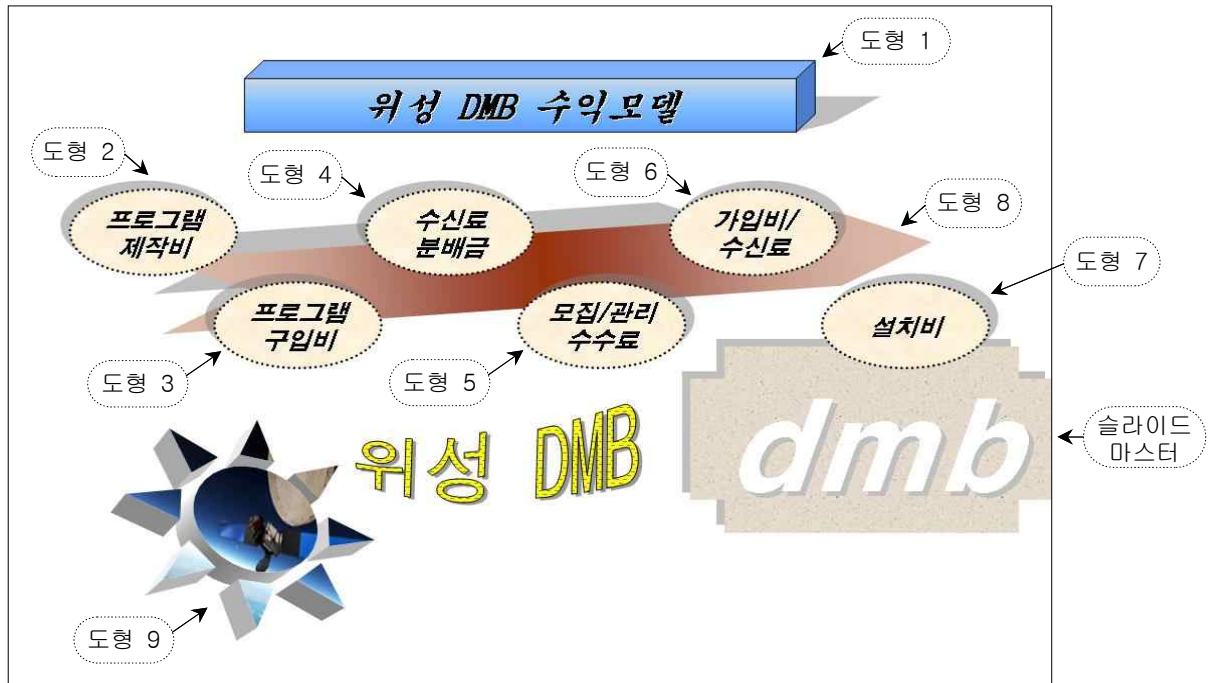 도형 1
위성 DMB 수익모델
도형 2
도형 4
도형 6
도형 8
프로그램
제작비
수신료
분배금
가입비/
수신료
도형 7
프로그램
구입비
모집/관리
수수료
설치비
도형 3
도형 5
위성 DMB
dmb
슬라이드
마스터
도형 9